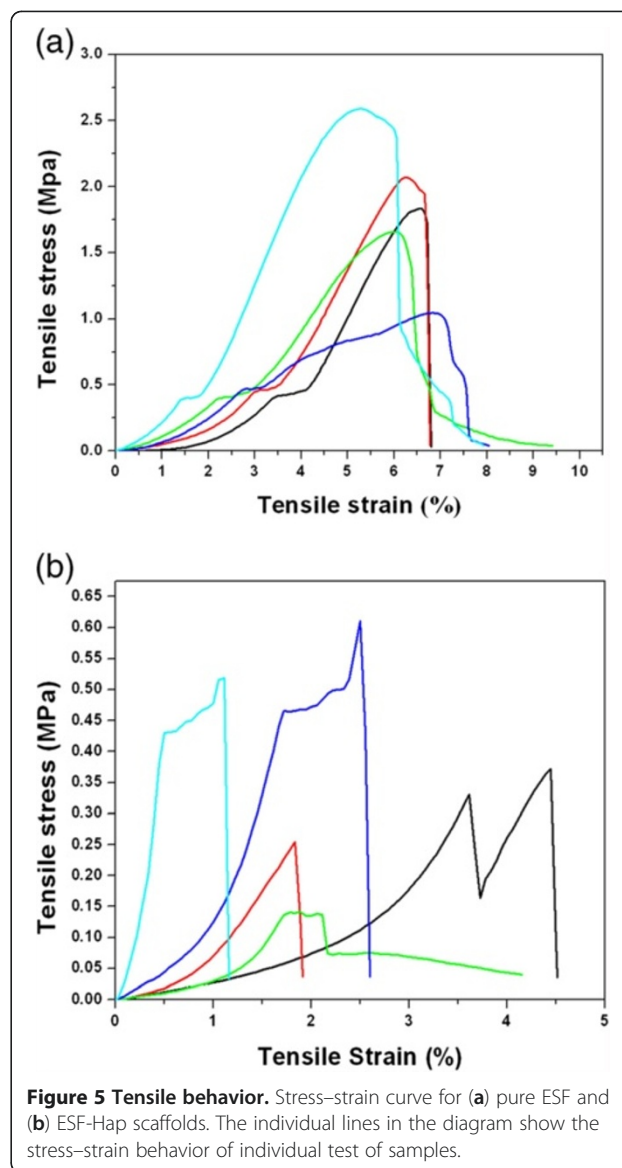 (a)
3.0
2.5
2.0
1.5
1.0
0.5
0.0
Tensile stress (Mpa)
0 1 2 3 4 5 6 7 8 9 10
Tensile strain (%)
(b)
0.65
0.60
0.55
0.50
0.45
0.40
0.35
0.30
0.25
0.20
0.15
0.10
0.05
0.00
Tensile stress (MPa)
0 1 2 3 4 5
Tensile Strain (%)
Figure 5 Tensile behavior. Stress–strain curve for (a) pure ESF and
(b) ESF-Hap scaffolds. The individual lines in the diagram show the
stress–strain behavior of individual test of samples.